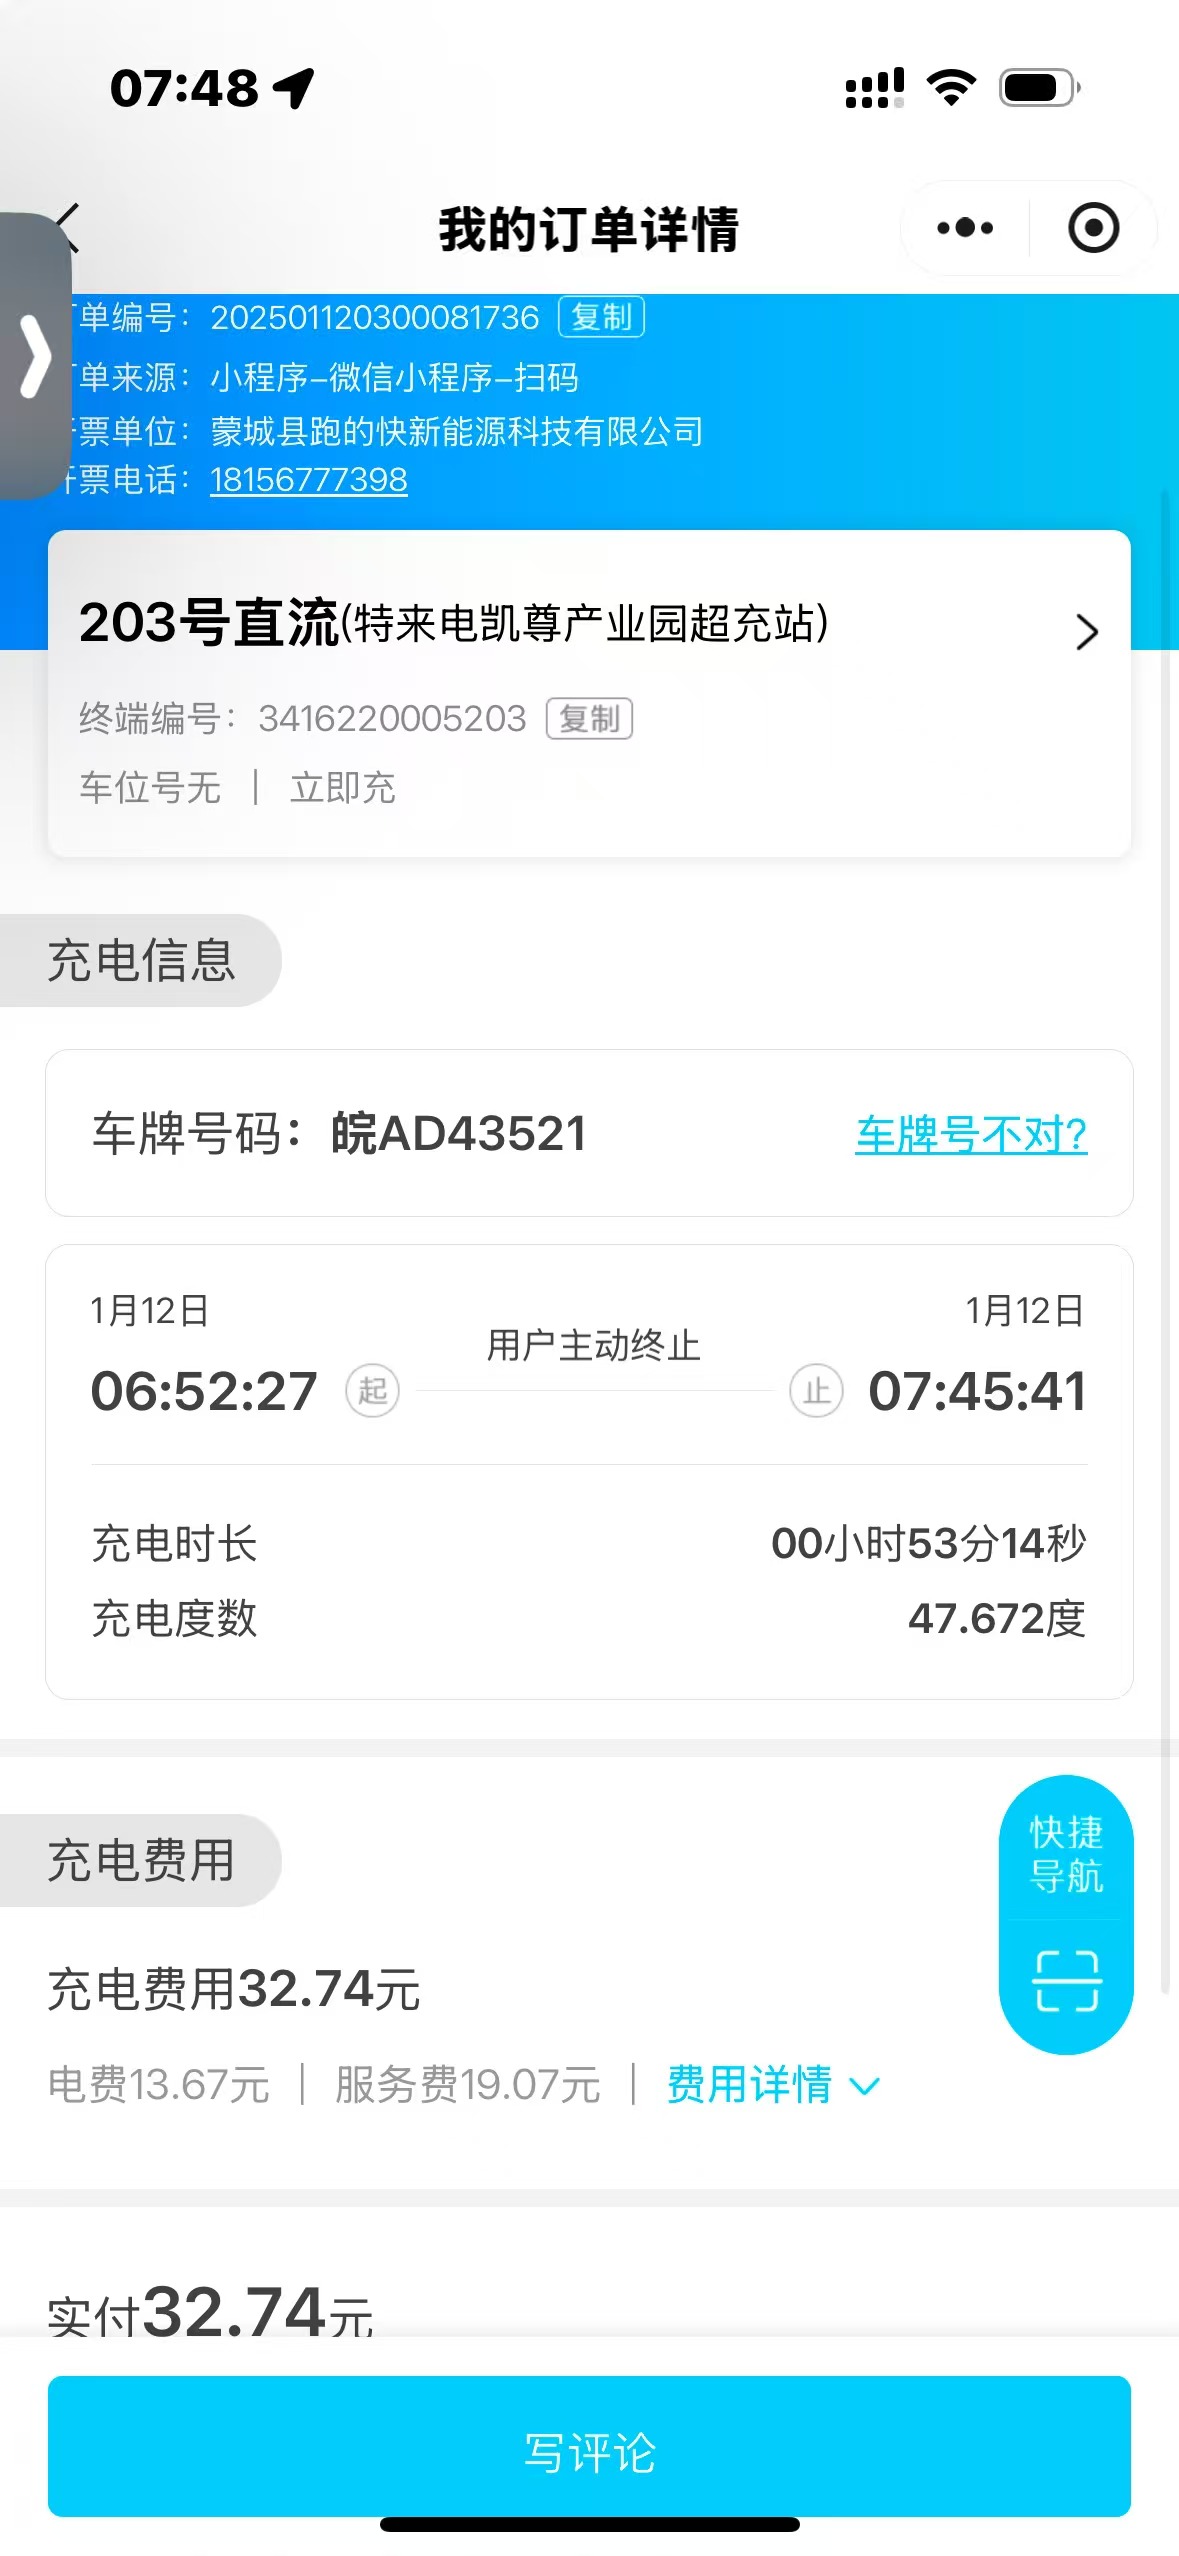 07:48
我的订单详情
单编号：202501120300081736 复制
单来源：小程序-微信小程序-扫码
票单位：蒙城县跑的快新能源科技有限公司
票电话：18156777398
203号直流(特来电凯尊产业园超充站)
终端编号：3416220005203 复制
车位号无 | 立即充
充电信息
车牌号码：皖AD43521 车牌号不对?
1月12日 1月12日
用户主动终止
06:52:27 起 止 07:45:41
充电时长 00小时53分14秒
充电度数 47.672度
快捷
导航
充电费用
充电费用32.74元
电费13.67元 | 服务费19.07元 | 费用详情
实付32.74元
写评论